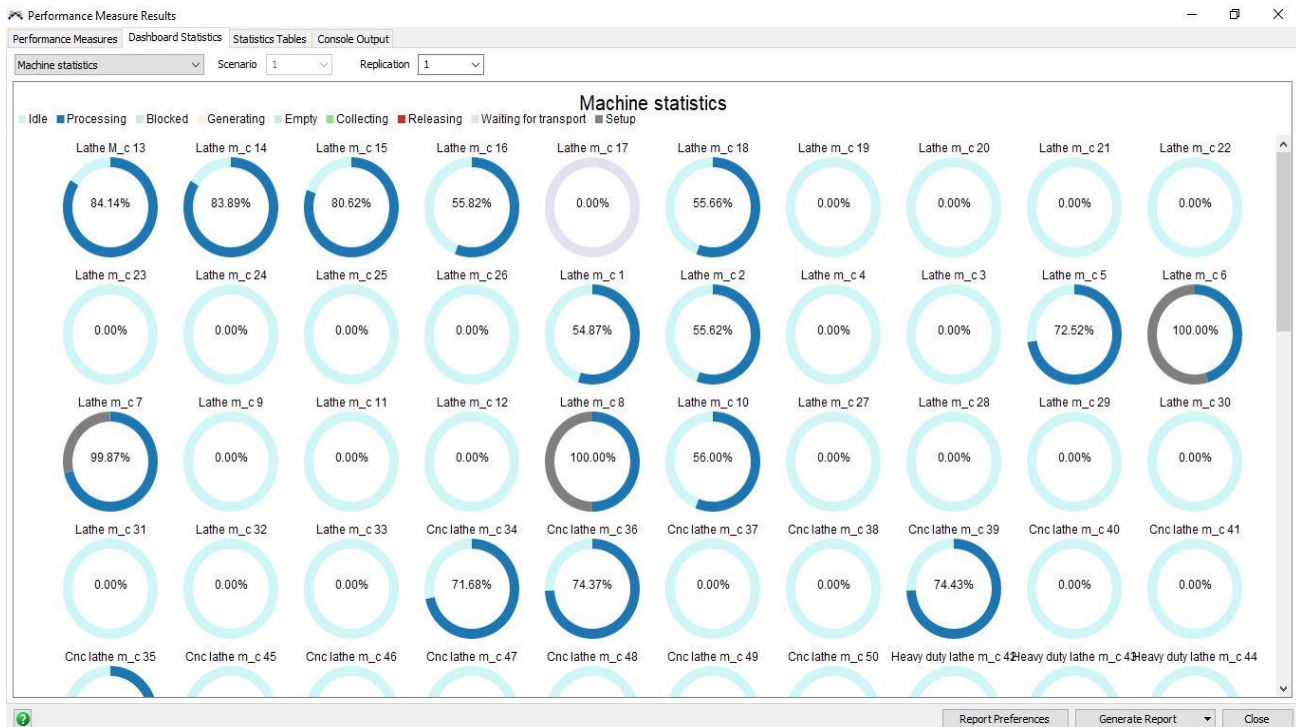 Performance Measure Results
Performance Measures Dashboard Statistics Statistics Tables Console Output
Machine statistics Scenario 1 Replication 1
Machine statistics
Idle Processing Blocked Generating Empty Collecting Releasing Waiting for transport Setup
Lathe M_c 13 Lathe m_c 14 Lathe m_c 15 Lathe m_c 16 Lathe m_c 17 Lathe m_c 18 Lathe m_c 19 Lathe m_c 20 Lathe m_c 21 Lathe m_c 22
84.14% 83.89% 80.62% 55.82% 0.00% 55.66% 0.00% 0.00% 0.00% 0.00%
Lathe m_c 23 Lathe m_c 24 Lathe m_c 25 Lathe m_c 26 Lathe m_c 1 Lathe m_c 2 Lathe m_c 4 Lathe m_c 3 Lathe m_c 5 Lathe m_c 6
0.00% 0.00% 0.00% 0.00% 54.87% 55.62% 0.00% 0.00% 72.52% 100.00%
Lathe m_c 7 Lathe m_c 9 Lathe m_c 11 Lathe m_c 12 Lathe m_c 8 Lathe m_c 10 Lathe m_c 27 Lathe m_c 28 Lathe m_c 29 Lathe m_c 30
99.87% 0.00% 0.00% 0.00% 100.00% 56.00% 0.00% 0.00% 0.00% 0.00%
Lathe m_c 31 Lathe m_c 32 Lathe m_c 33 Cnc lathe m_c 34 Cnc lathe m_c 36 Cnc lathe m_c 37 Cnc lathe m_c 38 Cnc lathe m_c 39 Cnc lathe m_c 40 Cnc lathe m_c 41
0.00% 0.00% 0.00% 71.68% 74.37% 0.00% 0.00% 74.43% 0.00% 0.00%
Cnc lathe m_c 35 Cnc lathe m_c 45 Cnc lathe m_c 46 Cnc lathe m_c 47 Cnc lathe m_c 48 Cnc lathe m_c 49 Cnc lathe m_c 50 Heavy duty lathe m_c 42 Heavy duty lathe m_c 43 Heavy duty lathe m_c 44
? Report Preferences Generate Report Close